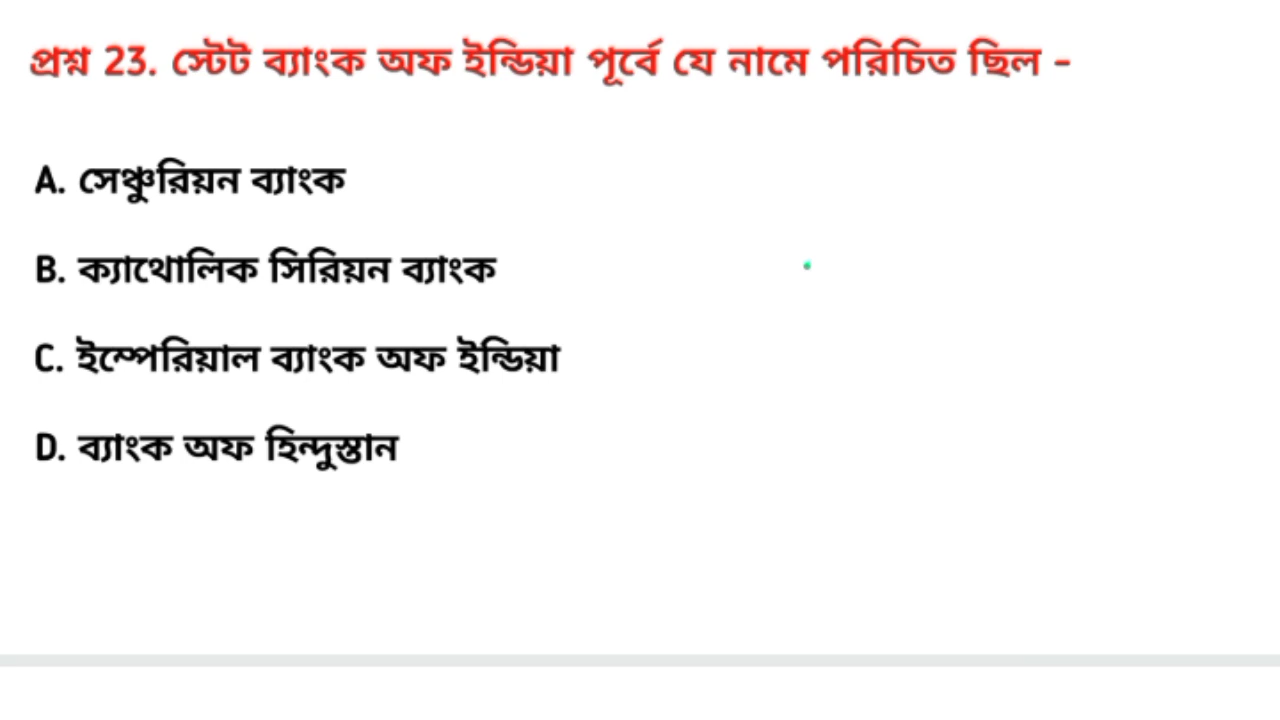 প্রশ্ন 23. স্টেট ব্যাংক অফ ইন্ডিয়া পূর্বে যে নামে পরিচিত ছিল -
A. সেঞ্চুরিয়ন ব্যাংক
B. ক্যাথোলিক সিরিয়ন ব্যাংক
C. ইম্পেরিয়াল ব্যাংক অফ ইন্ডিয়া
D. ব্যাংক অফ হিন্দুস্তান